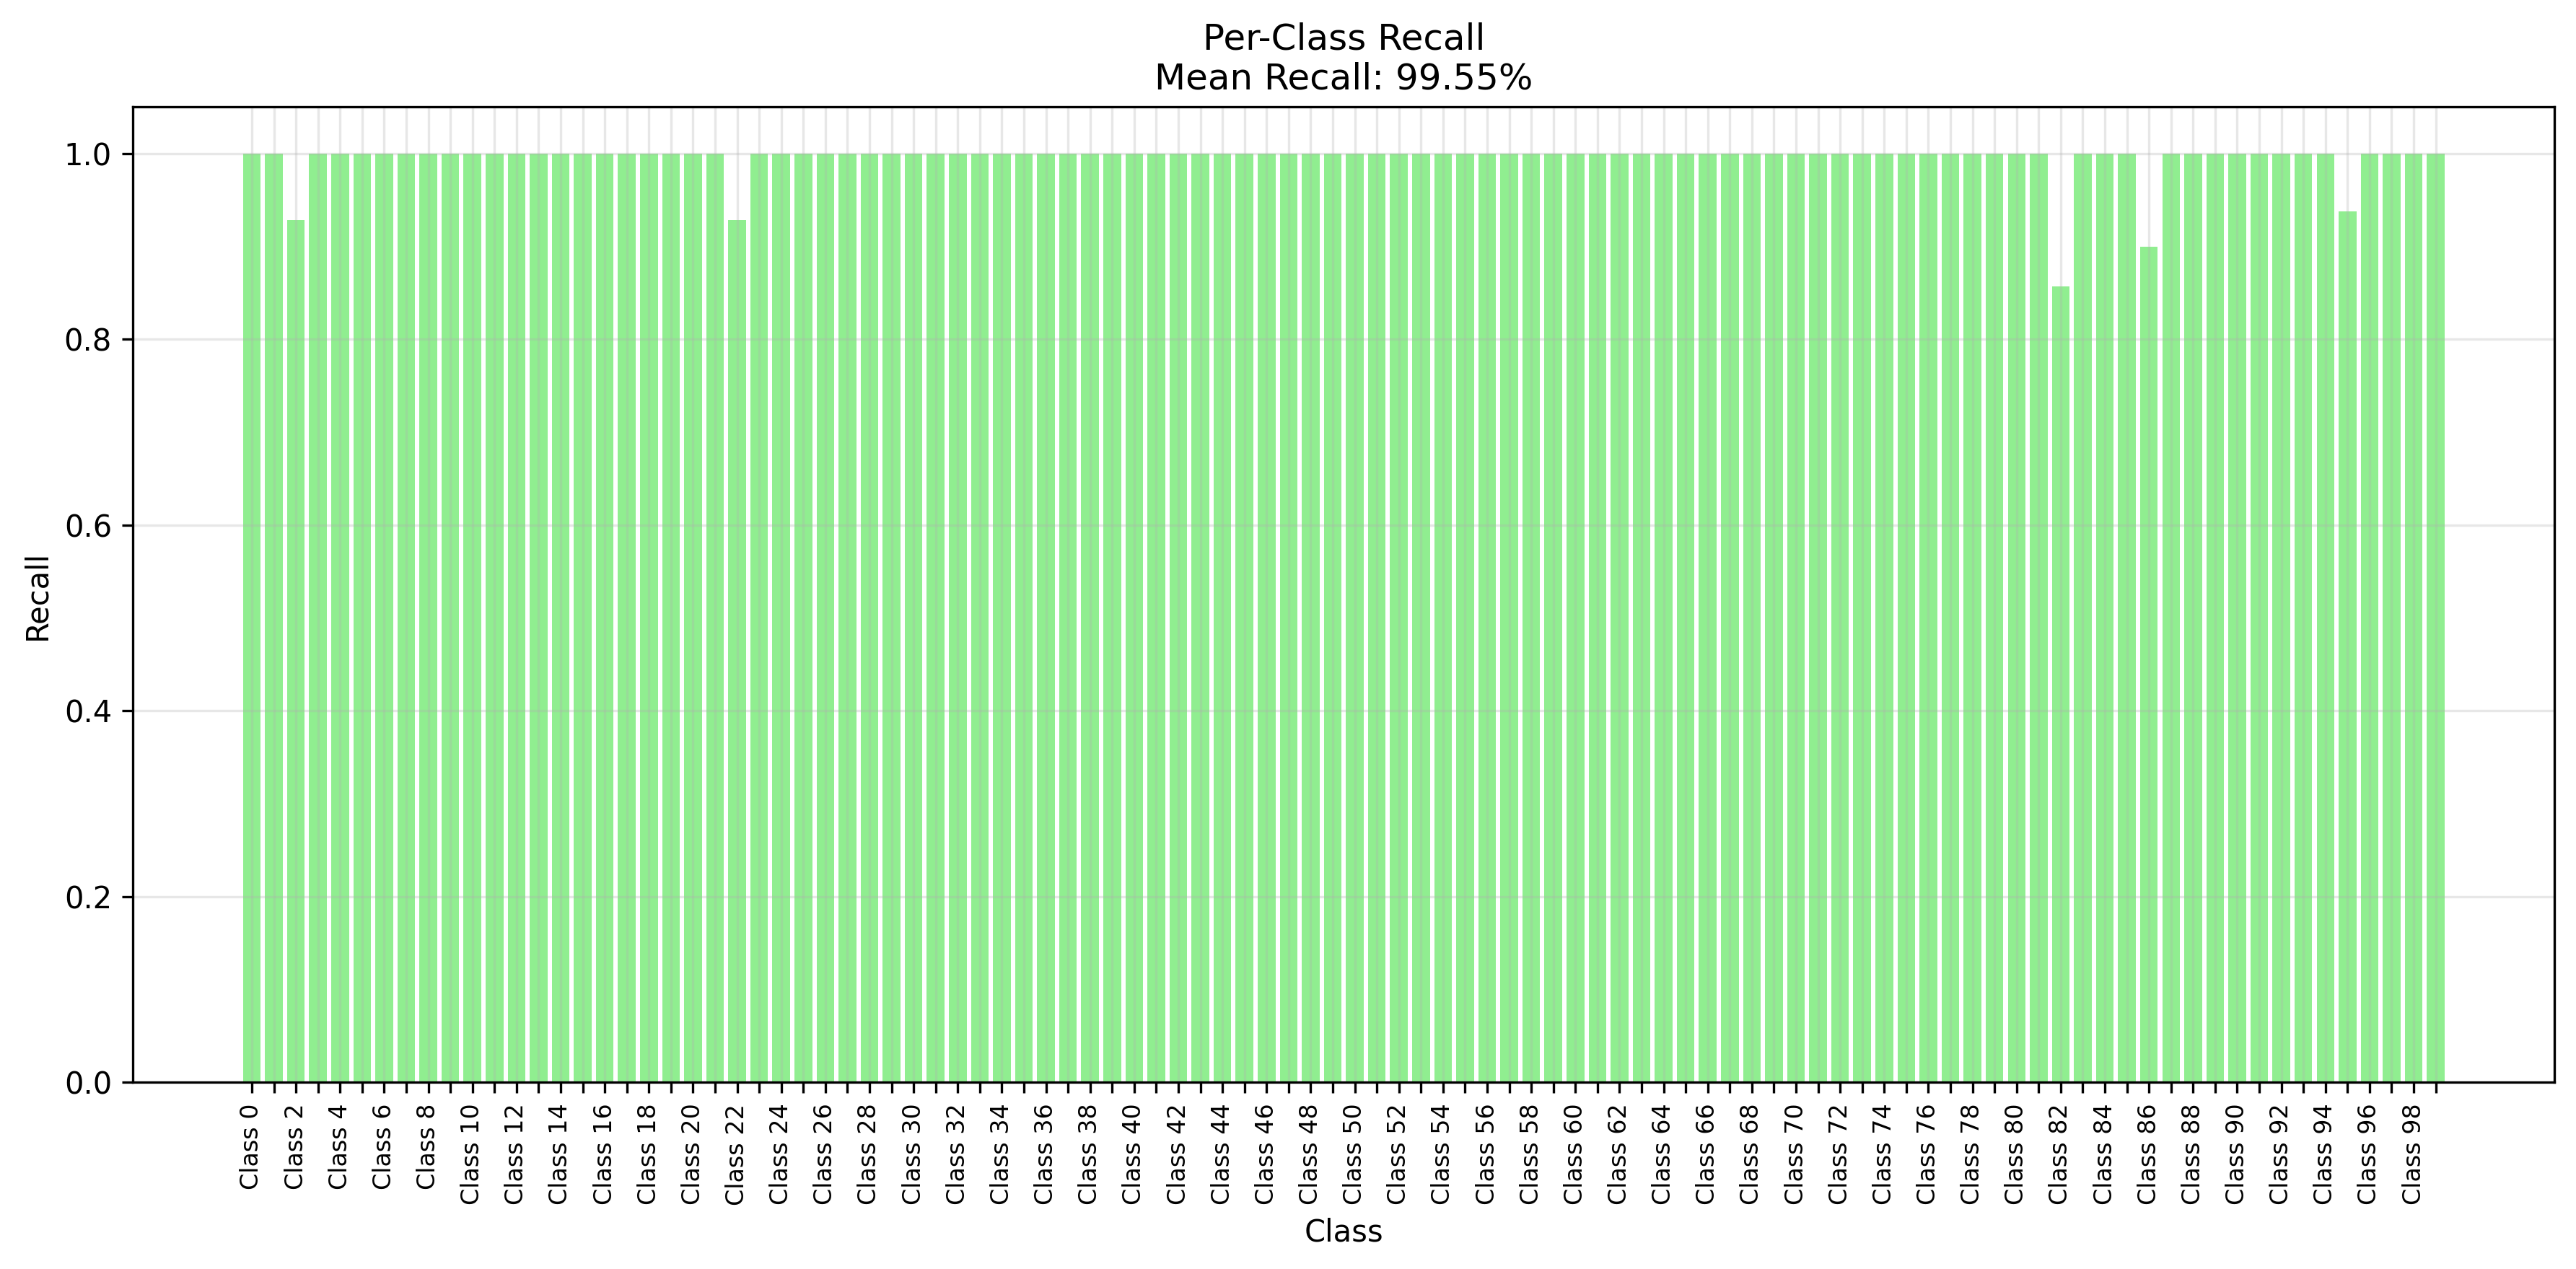 Per-Class Recall
Mean Recall: 99.55%
1.0
0.8
0.6
0.4
0.2
0.0
Recall
Class 0
Class 2
Class 4
Class 6
Class 8
Class 10
Class 12
Class 14
Class 16
Class 18
Class 20
Class 22
Class 24
Class 26
Class 28
Class 30
Class 32
Class 34
Class 36
Class 38
Class 40
Class 42
Class 44
Class 46
Class 48
Class 50
Class 52
Class 54
Class 56
Class 58
Class 60
Class 62
Class 64
Class 66
Class 68
Class 70
Class 72
Class 74
Class 76
Class 78
Class 80
Class 82
Class 84
Class 86
Class 88
Class 90
Class 92
Class 94
Class 96
Class 98
Class